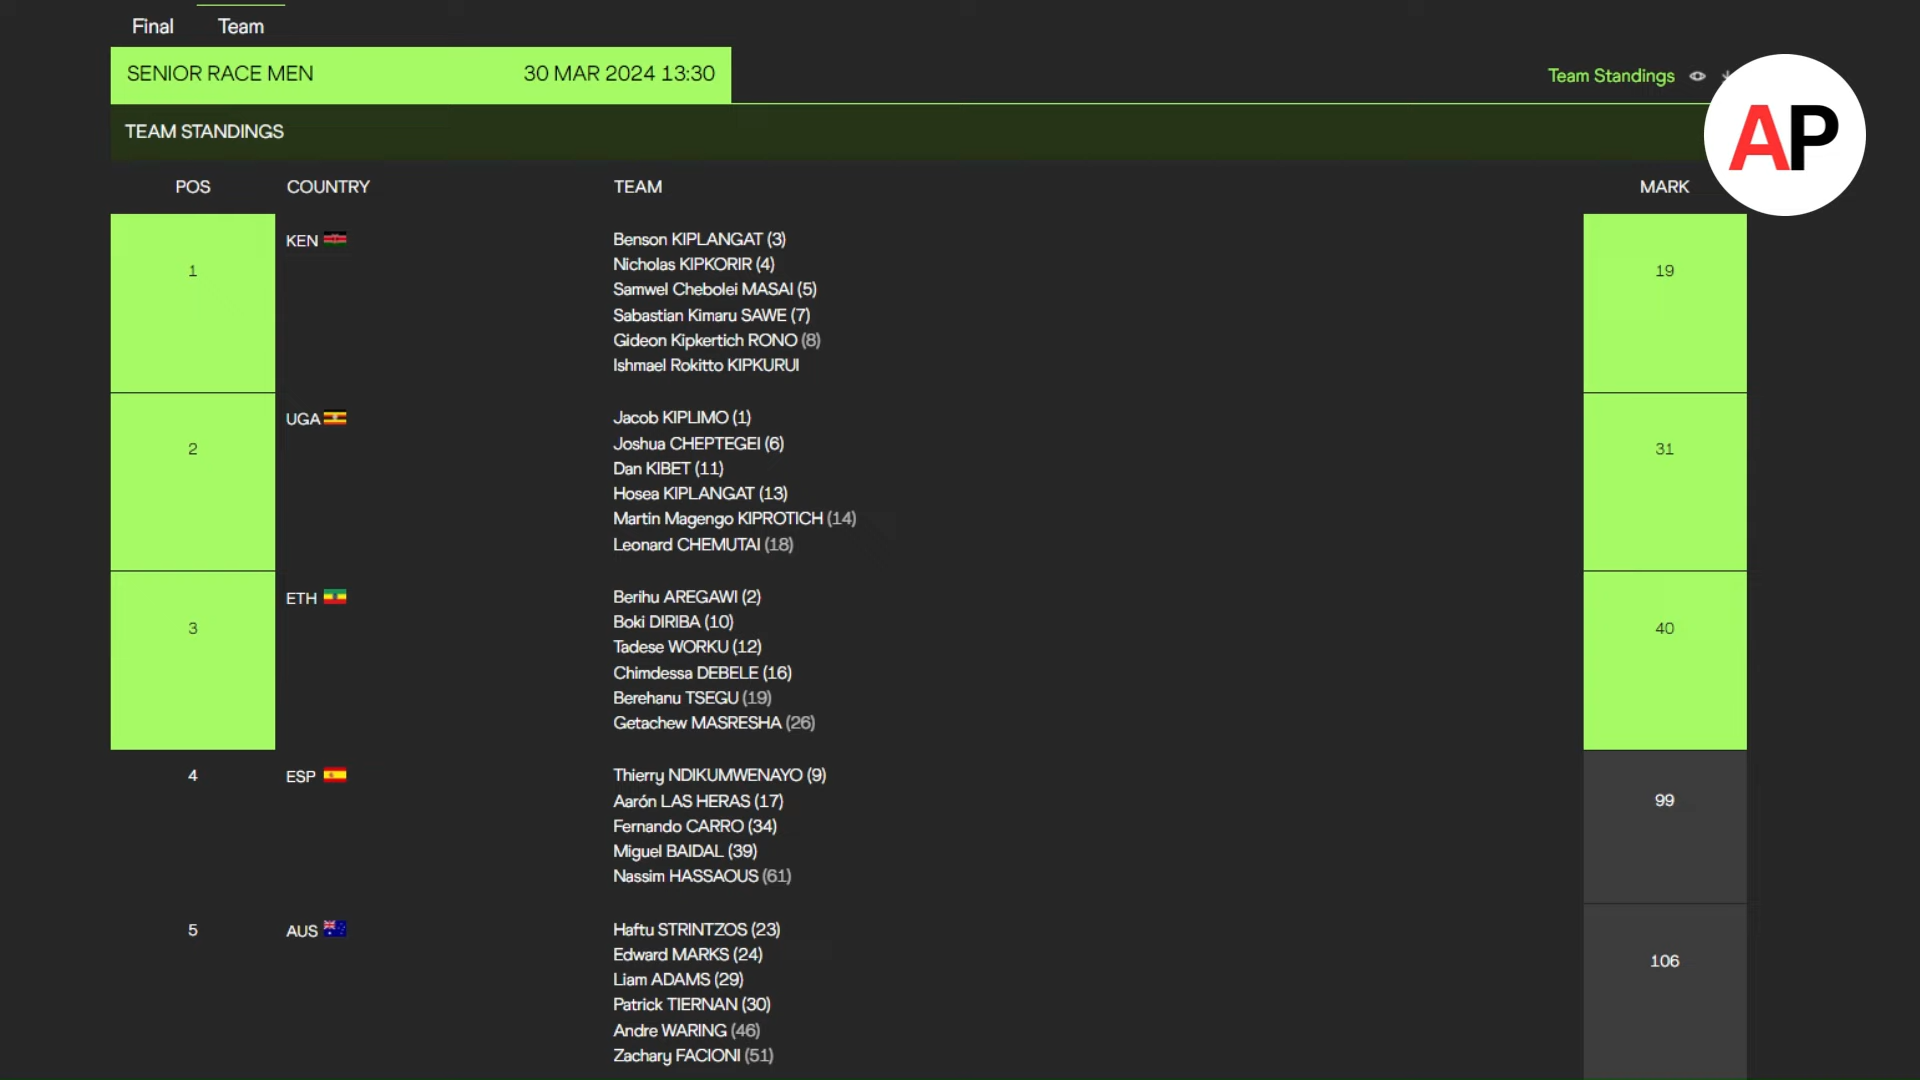 Final Team
SENIOR RACE MEN 30 MAR 2024 13:30
Team Standings
AP
TEAM STANDINGS
POS COUNTRY TEAM MARK
1 KEN 19
Benson KIPLANGAT (3)
Nicholas KIPKORIR (4)
Samwel Chebolei MASAI (5)
Sabastian Kimaru SAWE (7)
Gideon Kipkertich RONO (8)
Ishmael Rokitto KIPKURUI
2 UGA 31
Jacob KIPLIMO (1)
Joshua CHEPTEGEI (6)
Dan KIBET (11)
Hosea KIPLANGAT (13)
Martin Magengo KIPROTICH (14)
Leonard CHEMUTAI (18)
3 ETH 40
Berihu AREGAWI (2)
Boki DIRIBA (10)
Tadese WORKU (12)
Chimdessa DEBELE (16)
Berehanu TSEGU (19)
Getachew MASRESHA (26)
4 ESP 99
Thierry NDIKUMWENAYO (9)
Aarón LAS HERAS (17)
Fernando CARRO (34)
Miguel BAIDAL (39)
Nassim HASSAOUS (61)
5 AUS 106
Haftu STRINTZOS (23)
Edward MARKS (24)
Liam ADAMS (29)
Patrick TIERNAN (30)
Andre WARING (46)
Zachary FACIONI (51)